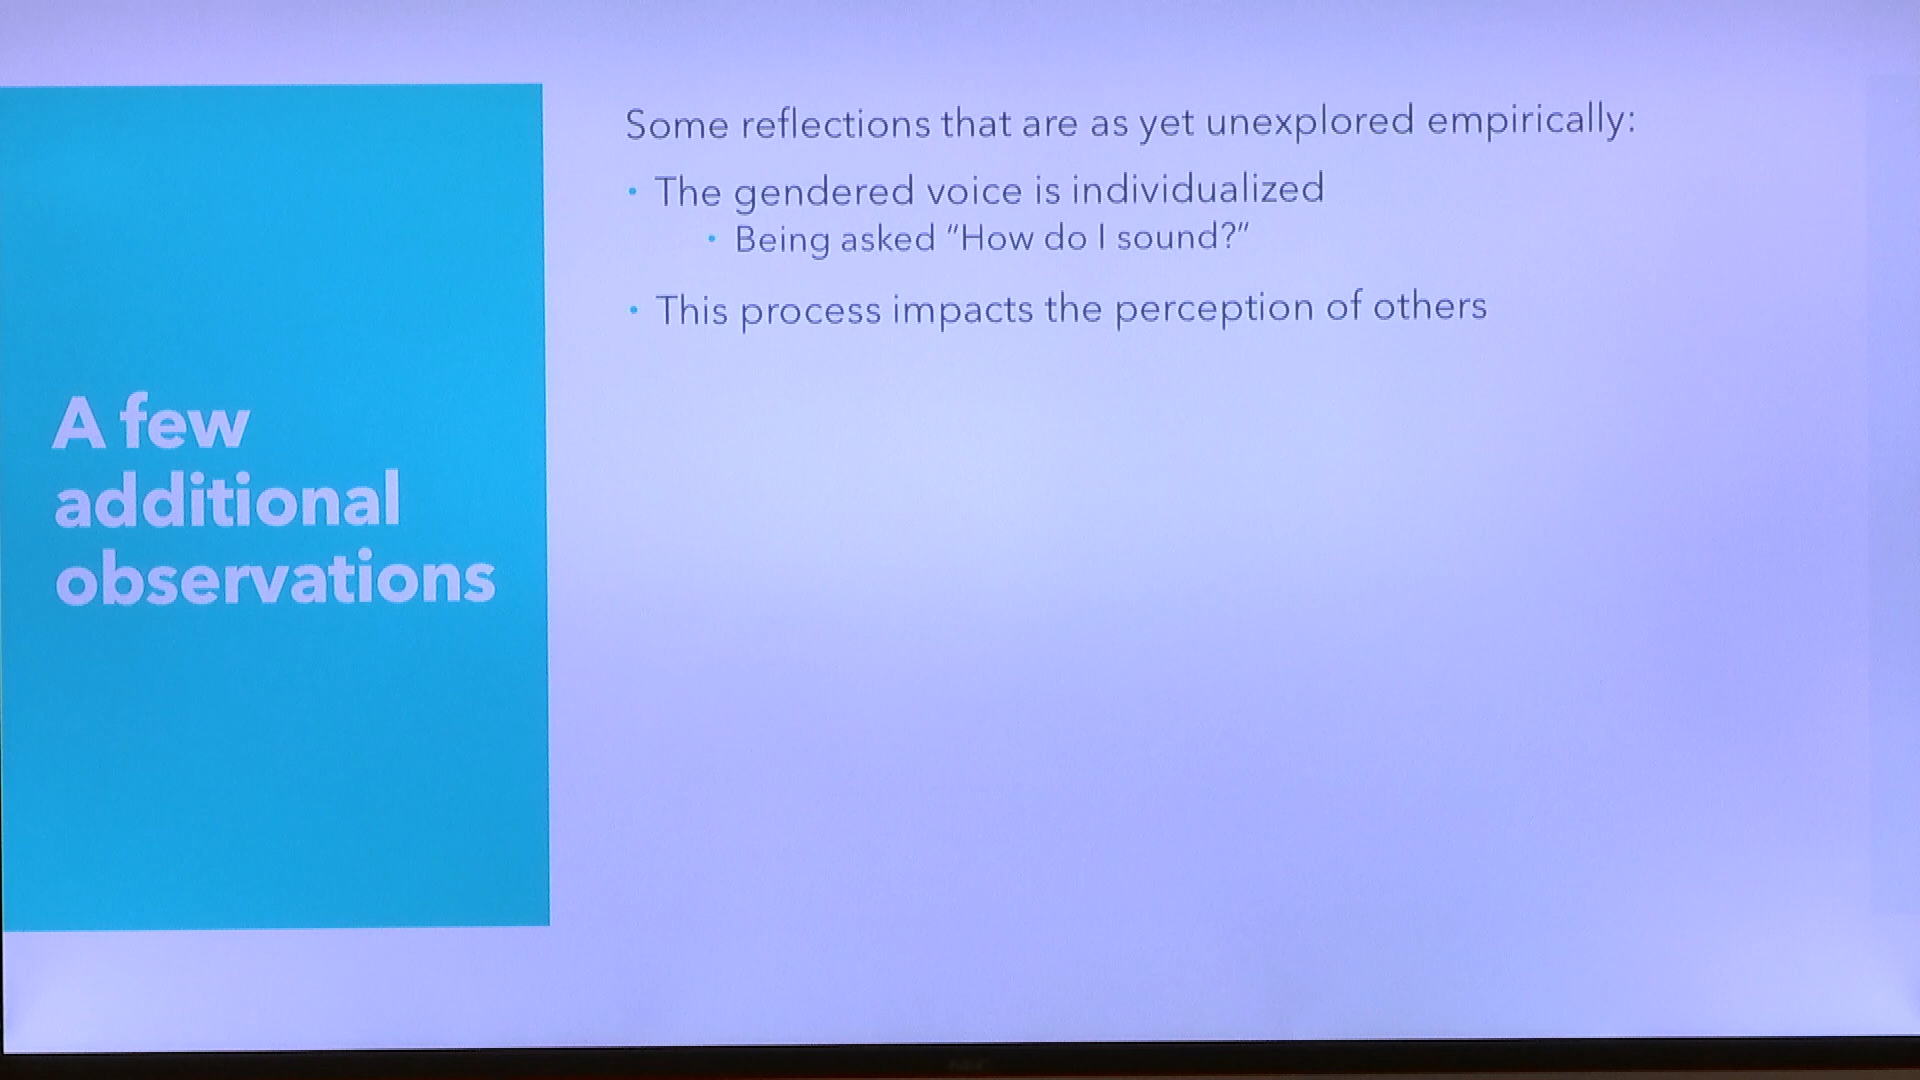 A few
additional
observations
Some reflections that are as yet unexplored empirically:
• The gendered voice is individualized
• Being asked "How do I sound?"
• This process impacts the perception of others